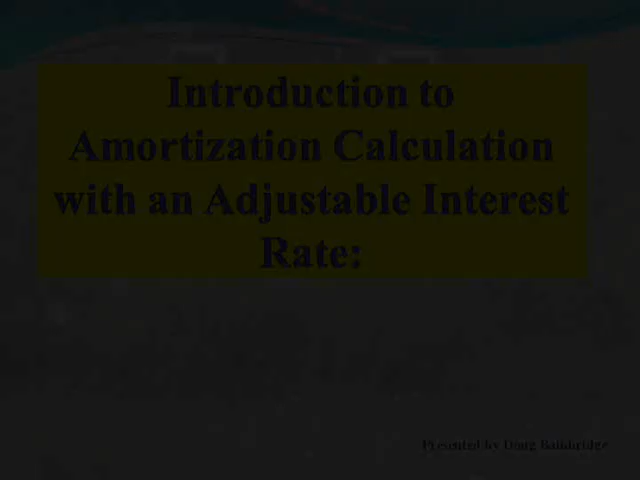 Introduction to
Amortization Calculation
with an Adjustable Interest
Rate:
Presented by Doug Bainbridge